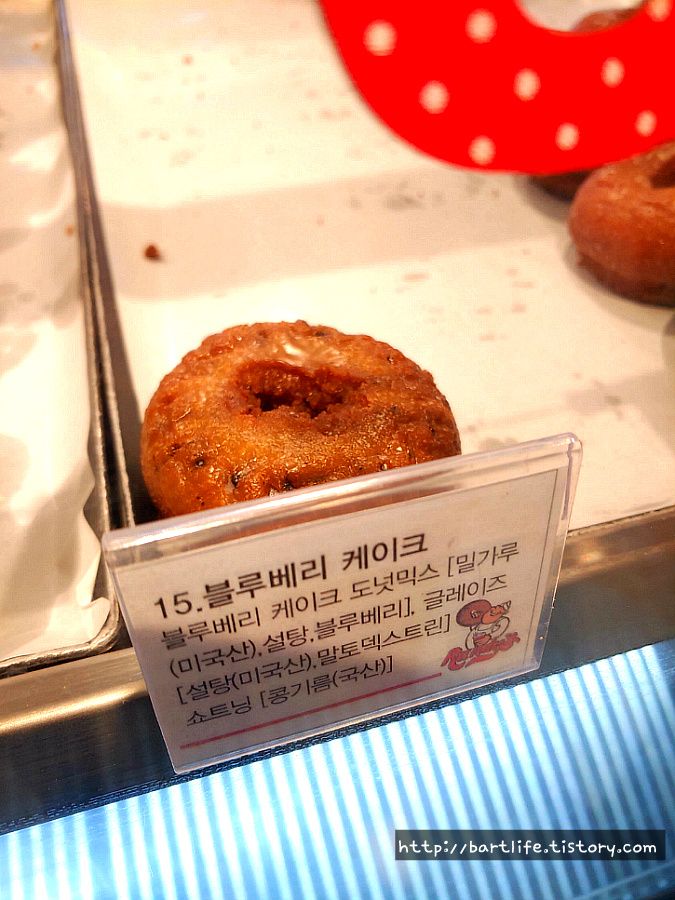 15.블루베리 케이크
블루베리 케이크 도넛믹스 [밀가루
(미국산),설탕,블루베리]. 글레이즈
[설탕(미국산),말토덱스트린]
쇼트닝 [콩기름(국산)]
http://bartlife.tistory.com